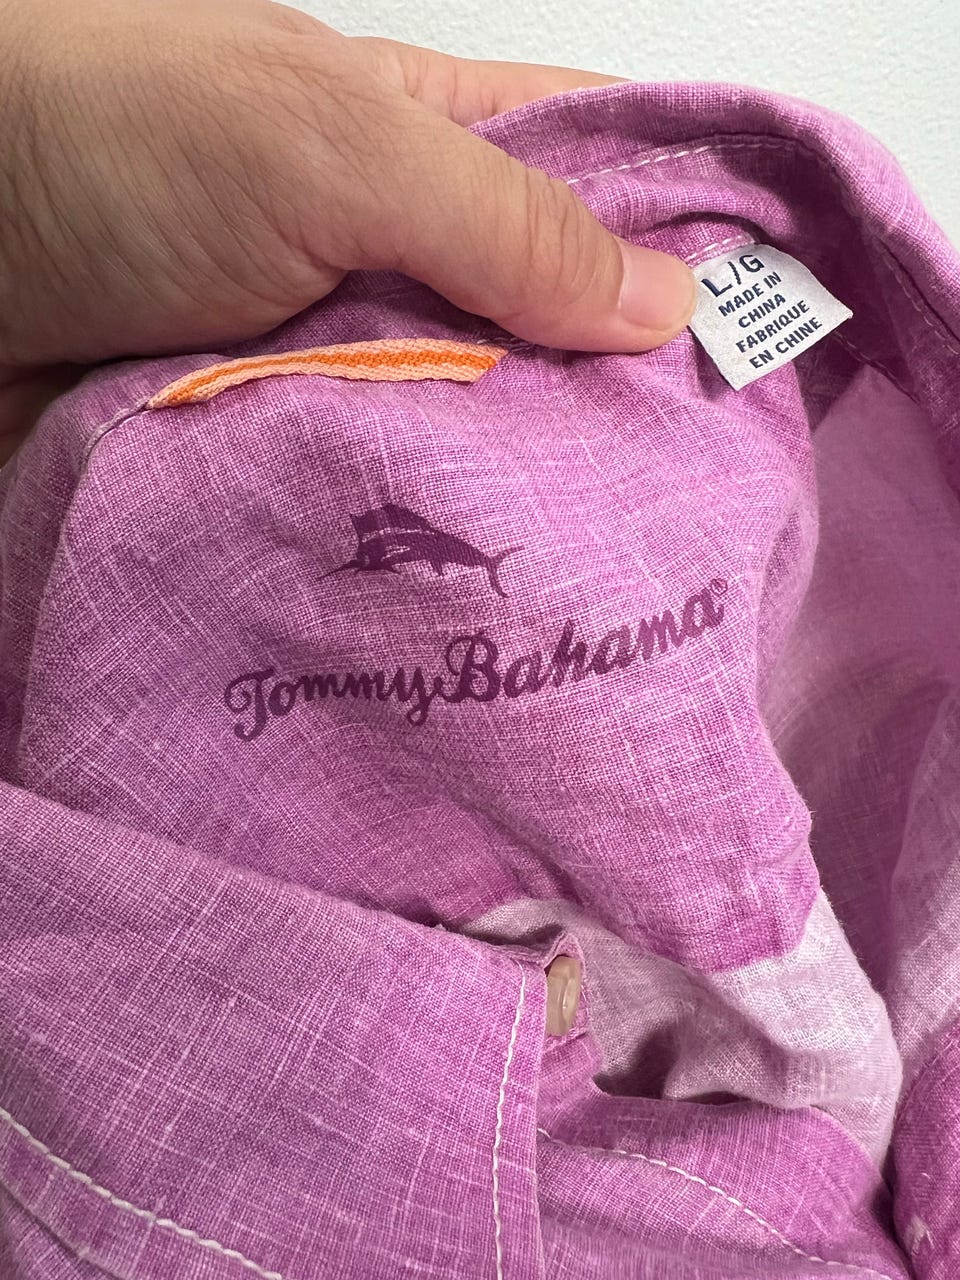 L/G
MADE IN
CHINA
FABRIQUE
EN CHINE
Tommy Bahama®